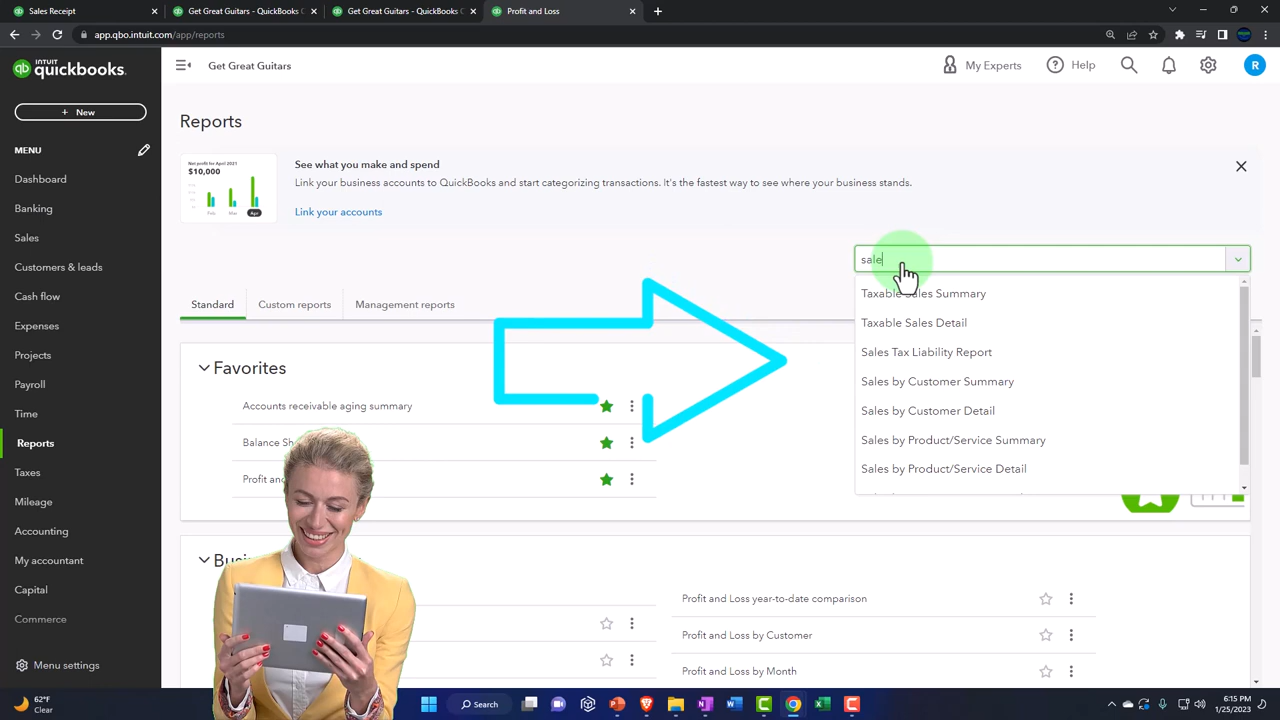 Sales Receipt
Get Great Guitars - QuickBooks C
Get Great Guitars - QuickBooks C
Profit and Loss
app.qbo.intuit.com/app/reports
INTUIT
quickbooks.
Get Great Guitars
My Experts
Help
R
+ New
MENU
Dashboard
Banking
Sales
Customers & leads
Cash flow
Expenses
Projects
Payroll
Time
Reports
Taxes
Mileage
Accounting
My accountant
Capital
Commerce
Menu settings
Reports
Net profit for April 2021
$10,000
Feb Mar Apr
See what you make and spend
Link your business accounts to QuickBooks and start categorizing transactions. It's the fastest way to see where your business stands.
Link your accounts
sale
Taxable Sales Summary
Taxable Sales Detail
Sales Tax Liability Report
Sales by Customer Summary
Sales by Customer Detail
Sales by Product/Service Summary
Sales by Product/Service Detail
Standard
Custom reports
Management reports
Favorites
Accounts receivable aging summary
Balance Sh
Profit and
Busin
Profit and Loss year-to-date comparison
Profit and Loss by Customer
Profit and Loss by Month
62°F
Clear
Search
6:15 PM
1/25/2023